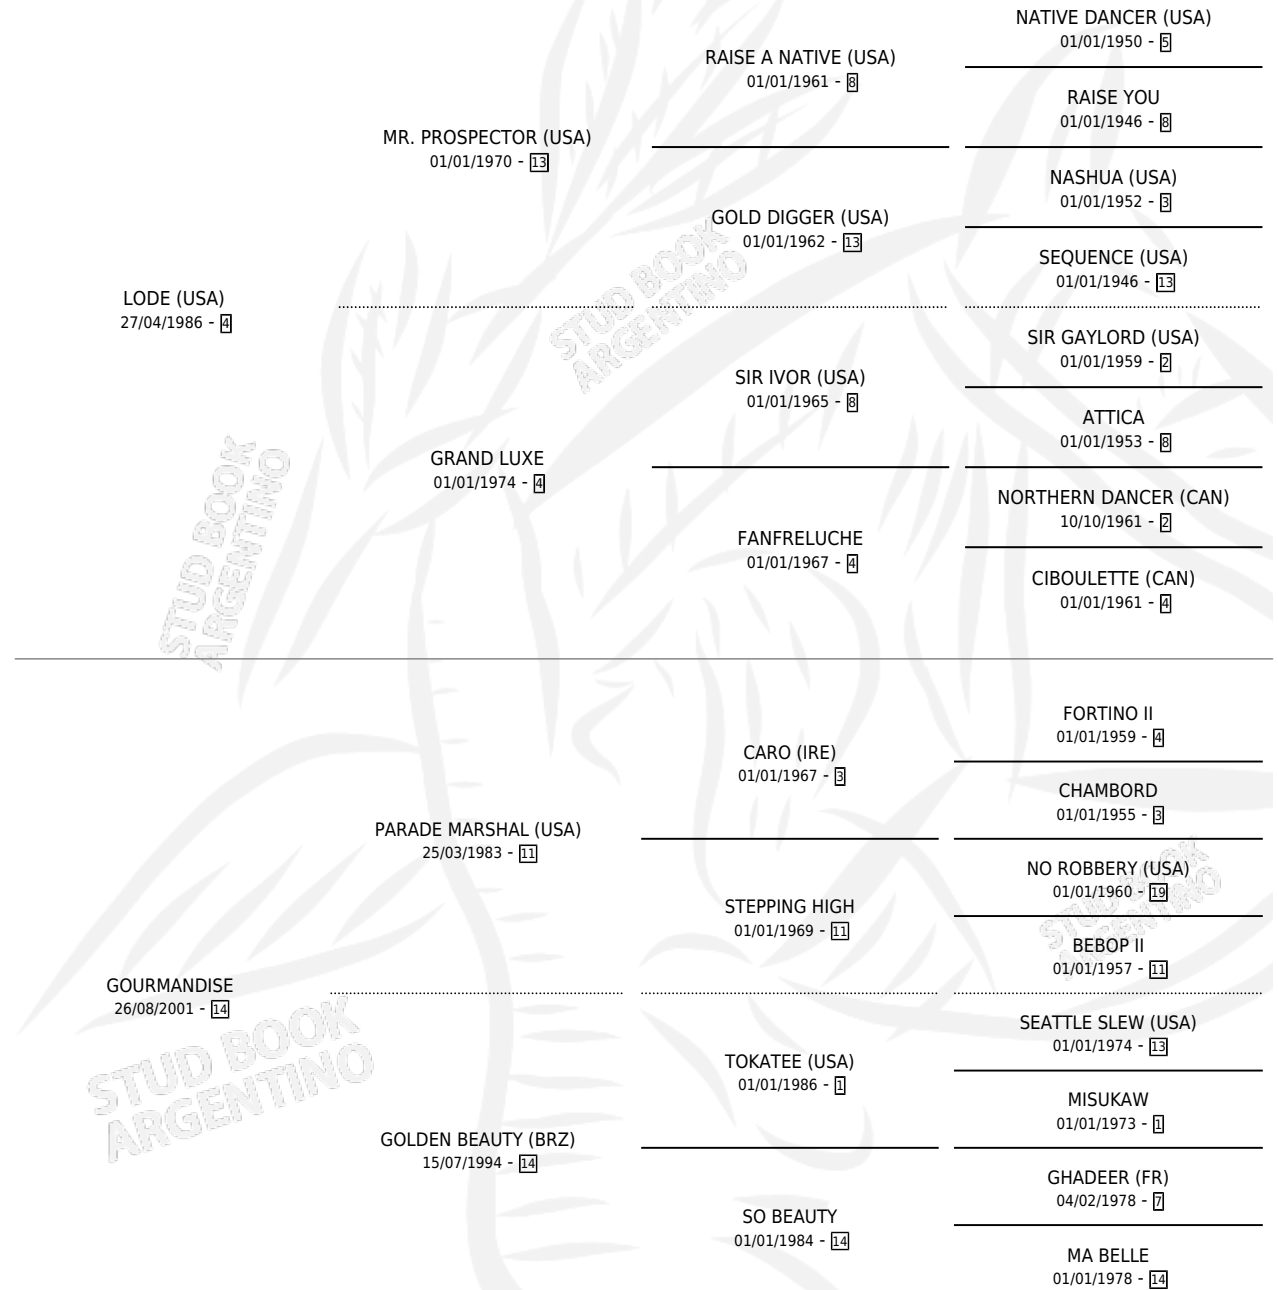 NATIVE DANCER (USA)
01/01/1950 - 5
RAISE A NATIVE (USA)
01/01/1961 - 8
RAISE YOU
01/01/1946 - 8
MR. PROSPECTOR (USA)
01/01/1970 - 13
NASHUA (USA)
01/01/1952 - 3
GOLD DIGGER (USA)
01/01/1962 - 13
SEQUENCE (USA)
01/01/1946 - 13
LODE (USA)
27/04/1986 - 4
STUD BOOK
ARGENTINO
SIR GAYLORD (USA)
01/01/1959 - 2
SIR IVOR (USA)
01/01/1965 - 8
ATTICA
01/01/1953 - 8
GRAND LUXE
01/01/1974 - 4
NORTHERN DANCER (CAN)
10/10/1961 - 2
FANFRELUCHE
01/01/1967 - 4
CIBOULETTE (CAN)
01/01/1961 - 4
STUD BOOK
ARGENTINO
FORTINO II
01/01/1959 - 4
CARO (IRE)
01/01/1967 - 3
CHAMBORD
01/01/1955 - 3
PARADE MARSHAL (USA)
25/03/1983 - 11
NO ROBBERY (USA)
01/01/1960 - 19
STEPPING HIGH
01/01/1969 - 11
STUD BOOK
ARGENTINO
BEBOP II
01/01/1957 - 11
GOURMANDISE
26/08/2001 - 14
SEATTLE SLEW (USA)
01/01/1974 - 13
TOKATEE (USA)
01/01/1986 - 1
STUD BOOK
ARGENTINO
MISUKAW
01/01/1973 - 1
GOLDEN BEAUTY (BRZ)
15/07/1994 - 14
GHADEER (FR)
04/02/1978 - 7
SO BEAUTY
01/01/1984 - 14
MA BELLE
01/01/1978 - 14